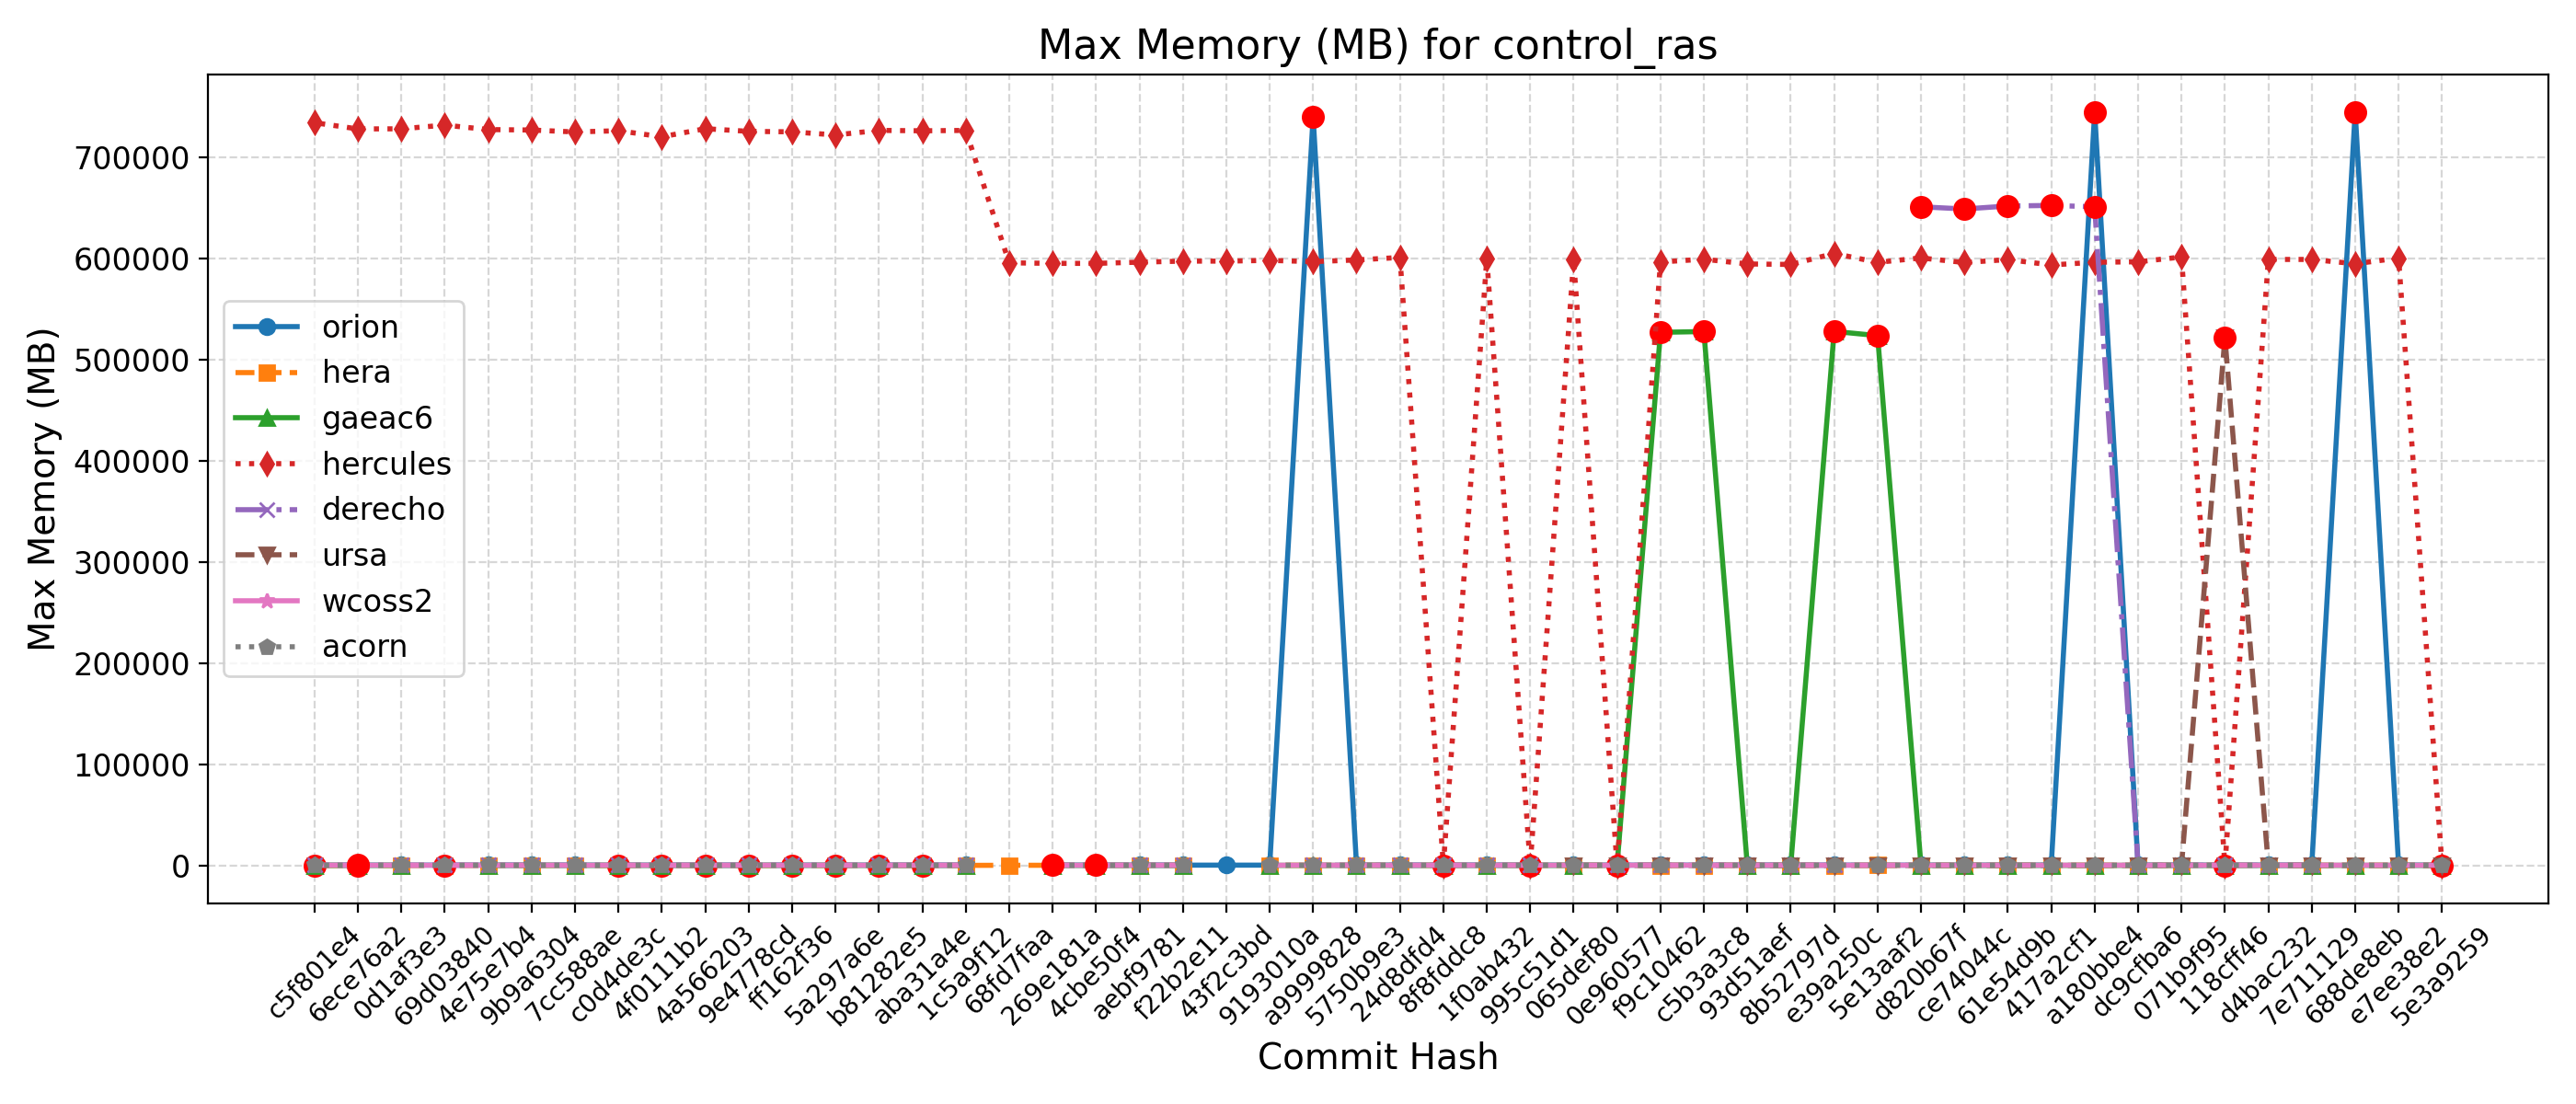 Max Memory (MB) for control_ras
Max Memory (MB)
700000
600000
500000
400000
300000
200000
100000
0
orion
hera
gaeac6
hercules
derecho
ursa
wcoss2
acorn
c5f801e4
6ece76a2
0d1af3e3
69d03840
4e75e7b4
9b9a6304
7cc588ae
c0d4de3c
4f0111b2
4a566203
9e4778cd
ff162f36
5a297a6e
b81282e5
aba31a4e
1c5a9f12
68fd7faa
269e181a
4cbe50f4
aebf9781
f22b2e11
43f2c3bd
9193010a
a9999828
5750b9e3
24d8dfd4
8f8fddc8
1f0ab432
995c51d1
065def80
0e960577
f9c10462
c5b3a3c8
93d51aef
8b52797d
e39a250c
5e13aaf2
d820b67f
ce74044c
61e54d9b
417a2cf1
a180bbe4
dc9cfba6
071b9f95
118cff46
d4bac232
7e711129
688de8eb
e7ee38e2
5e3a9259
Commit Hash